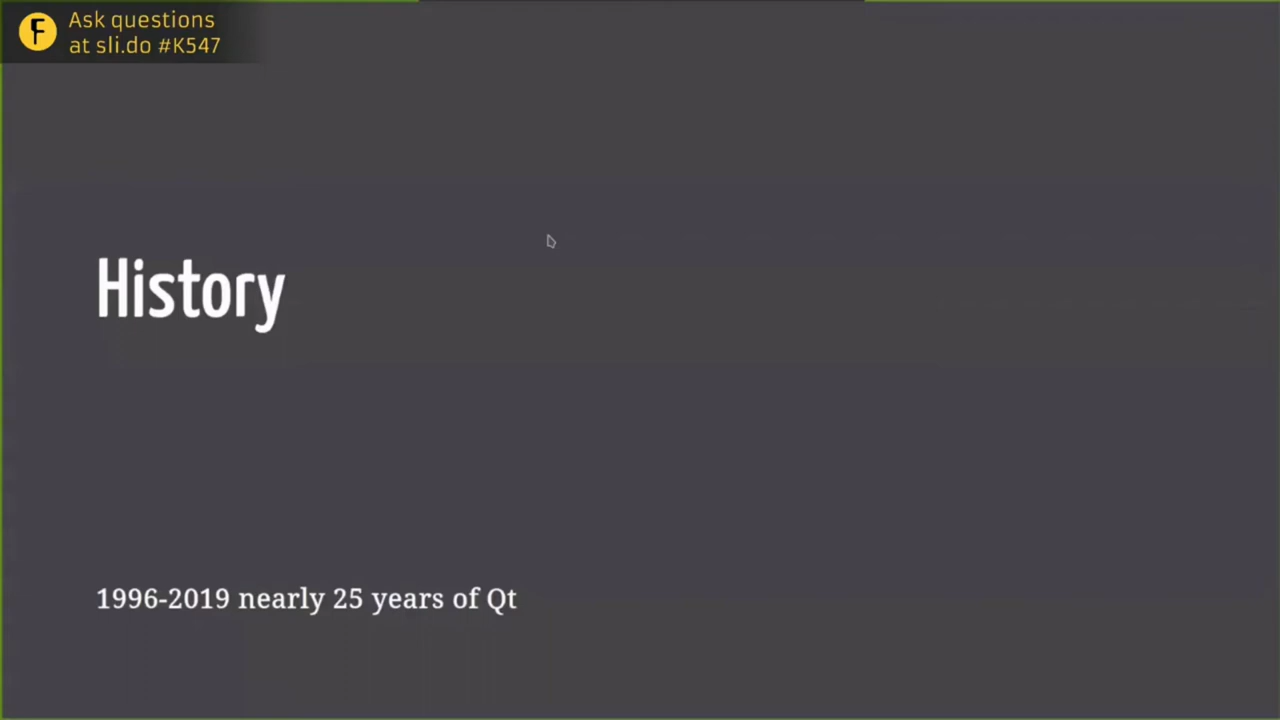 Ask questions
at sli.do #K547
History
1996-2019 nearly 25 years of Qt